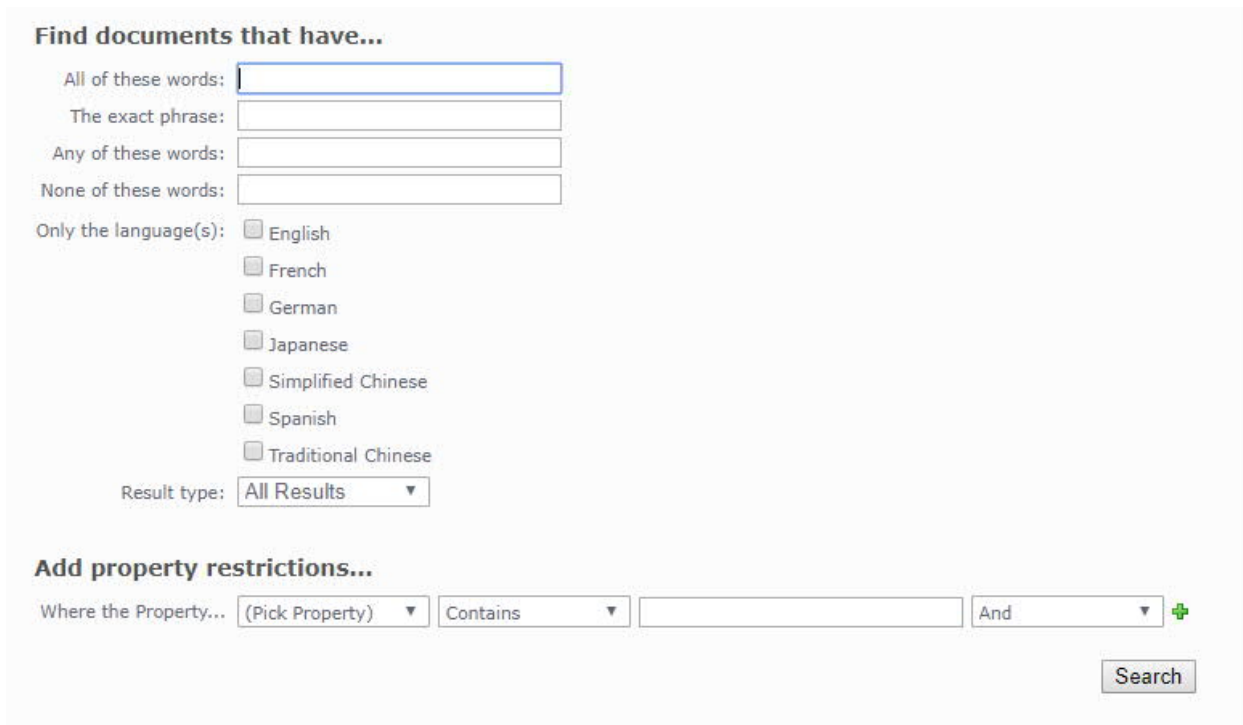 Find documents that have...
All of these words:
The exact phrase:
Any of these words:
None of these words:
Only the language(s): English
French
German
Japanese
Simplified Chinese
Spanish
Traditional Chinese
Result type: All Results
Add property restrictions...
Where the Property... (Pick Property) Contains And
Search